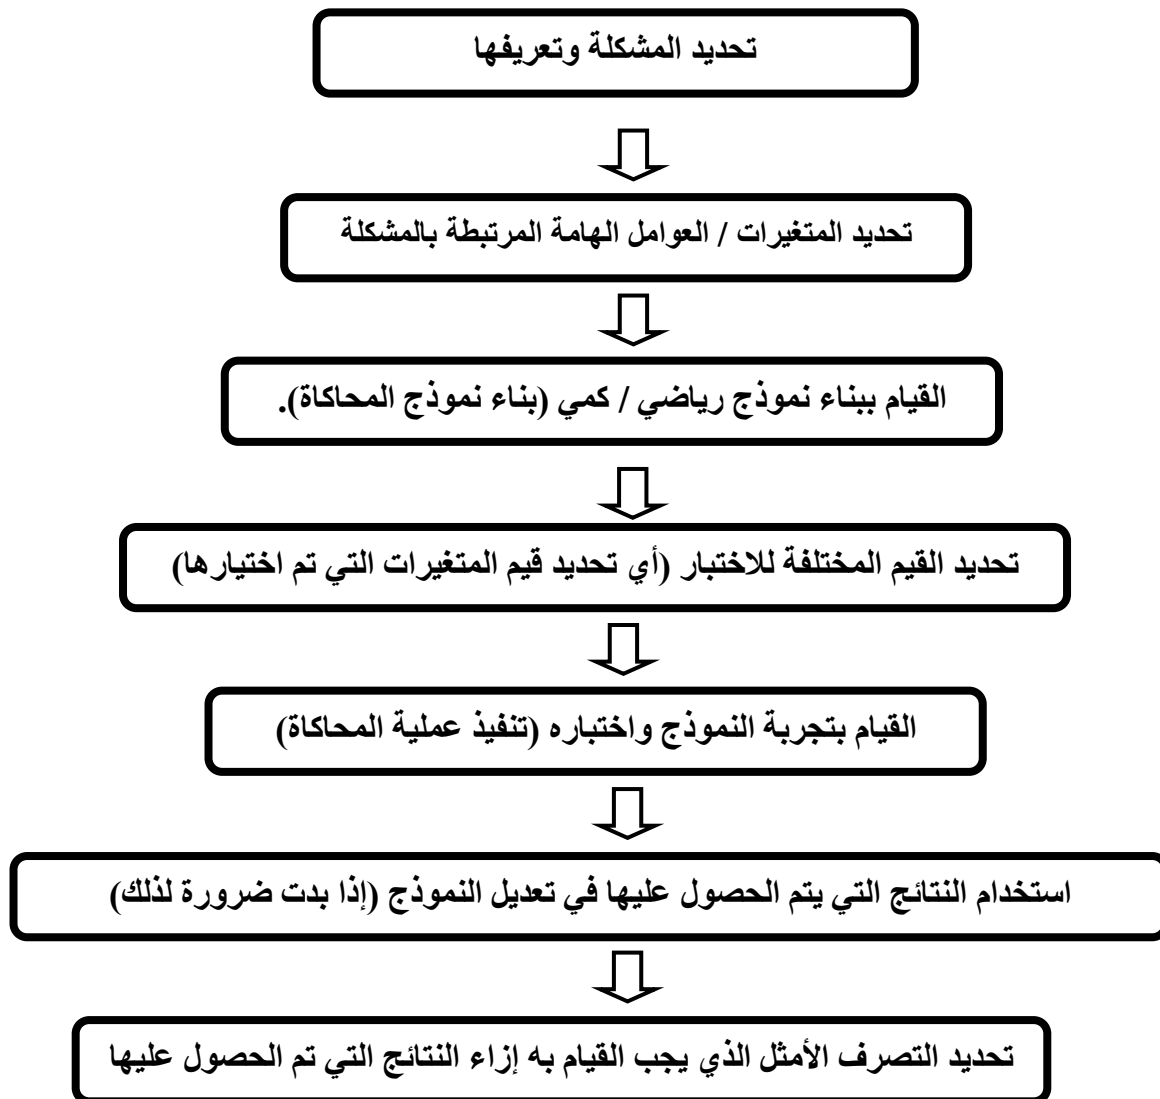 تحديد المشكلة وتعريفها
تحديد المتغيرات / العوامل الهامة المرتبطة بالمشكلة
القيام ببناء نموذج رياضي / كمي (بناء نموذج المحاكاة).
تحديد القيم المختلفة للاختبار (أي تحديد قيم المتغيرات التي تم اختيارها)
القيام بتجربة النموذج واختباره (تنفيذ عملية المحاكاة)
استخدام النتائج التي يتم الحصول عليها في تعديل النموذج (إذا بدت ضرورة لذلك)
تحديد التصرف الأمثل الذي يجب القيام به إزاء النتائج التي تم الحصول عليها